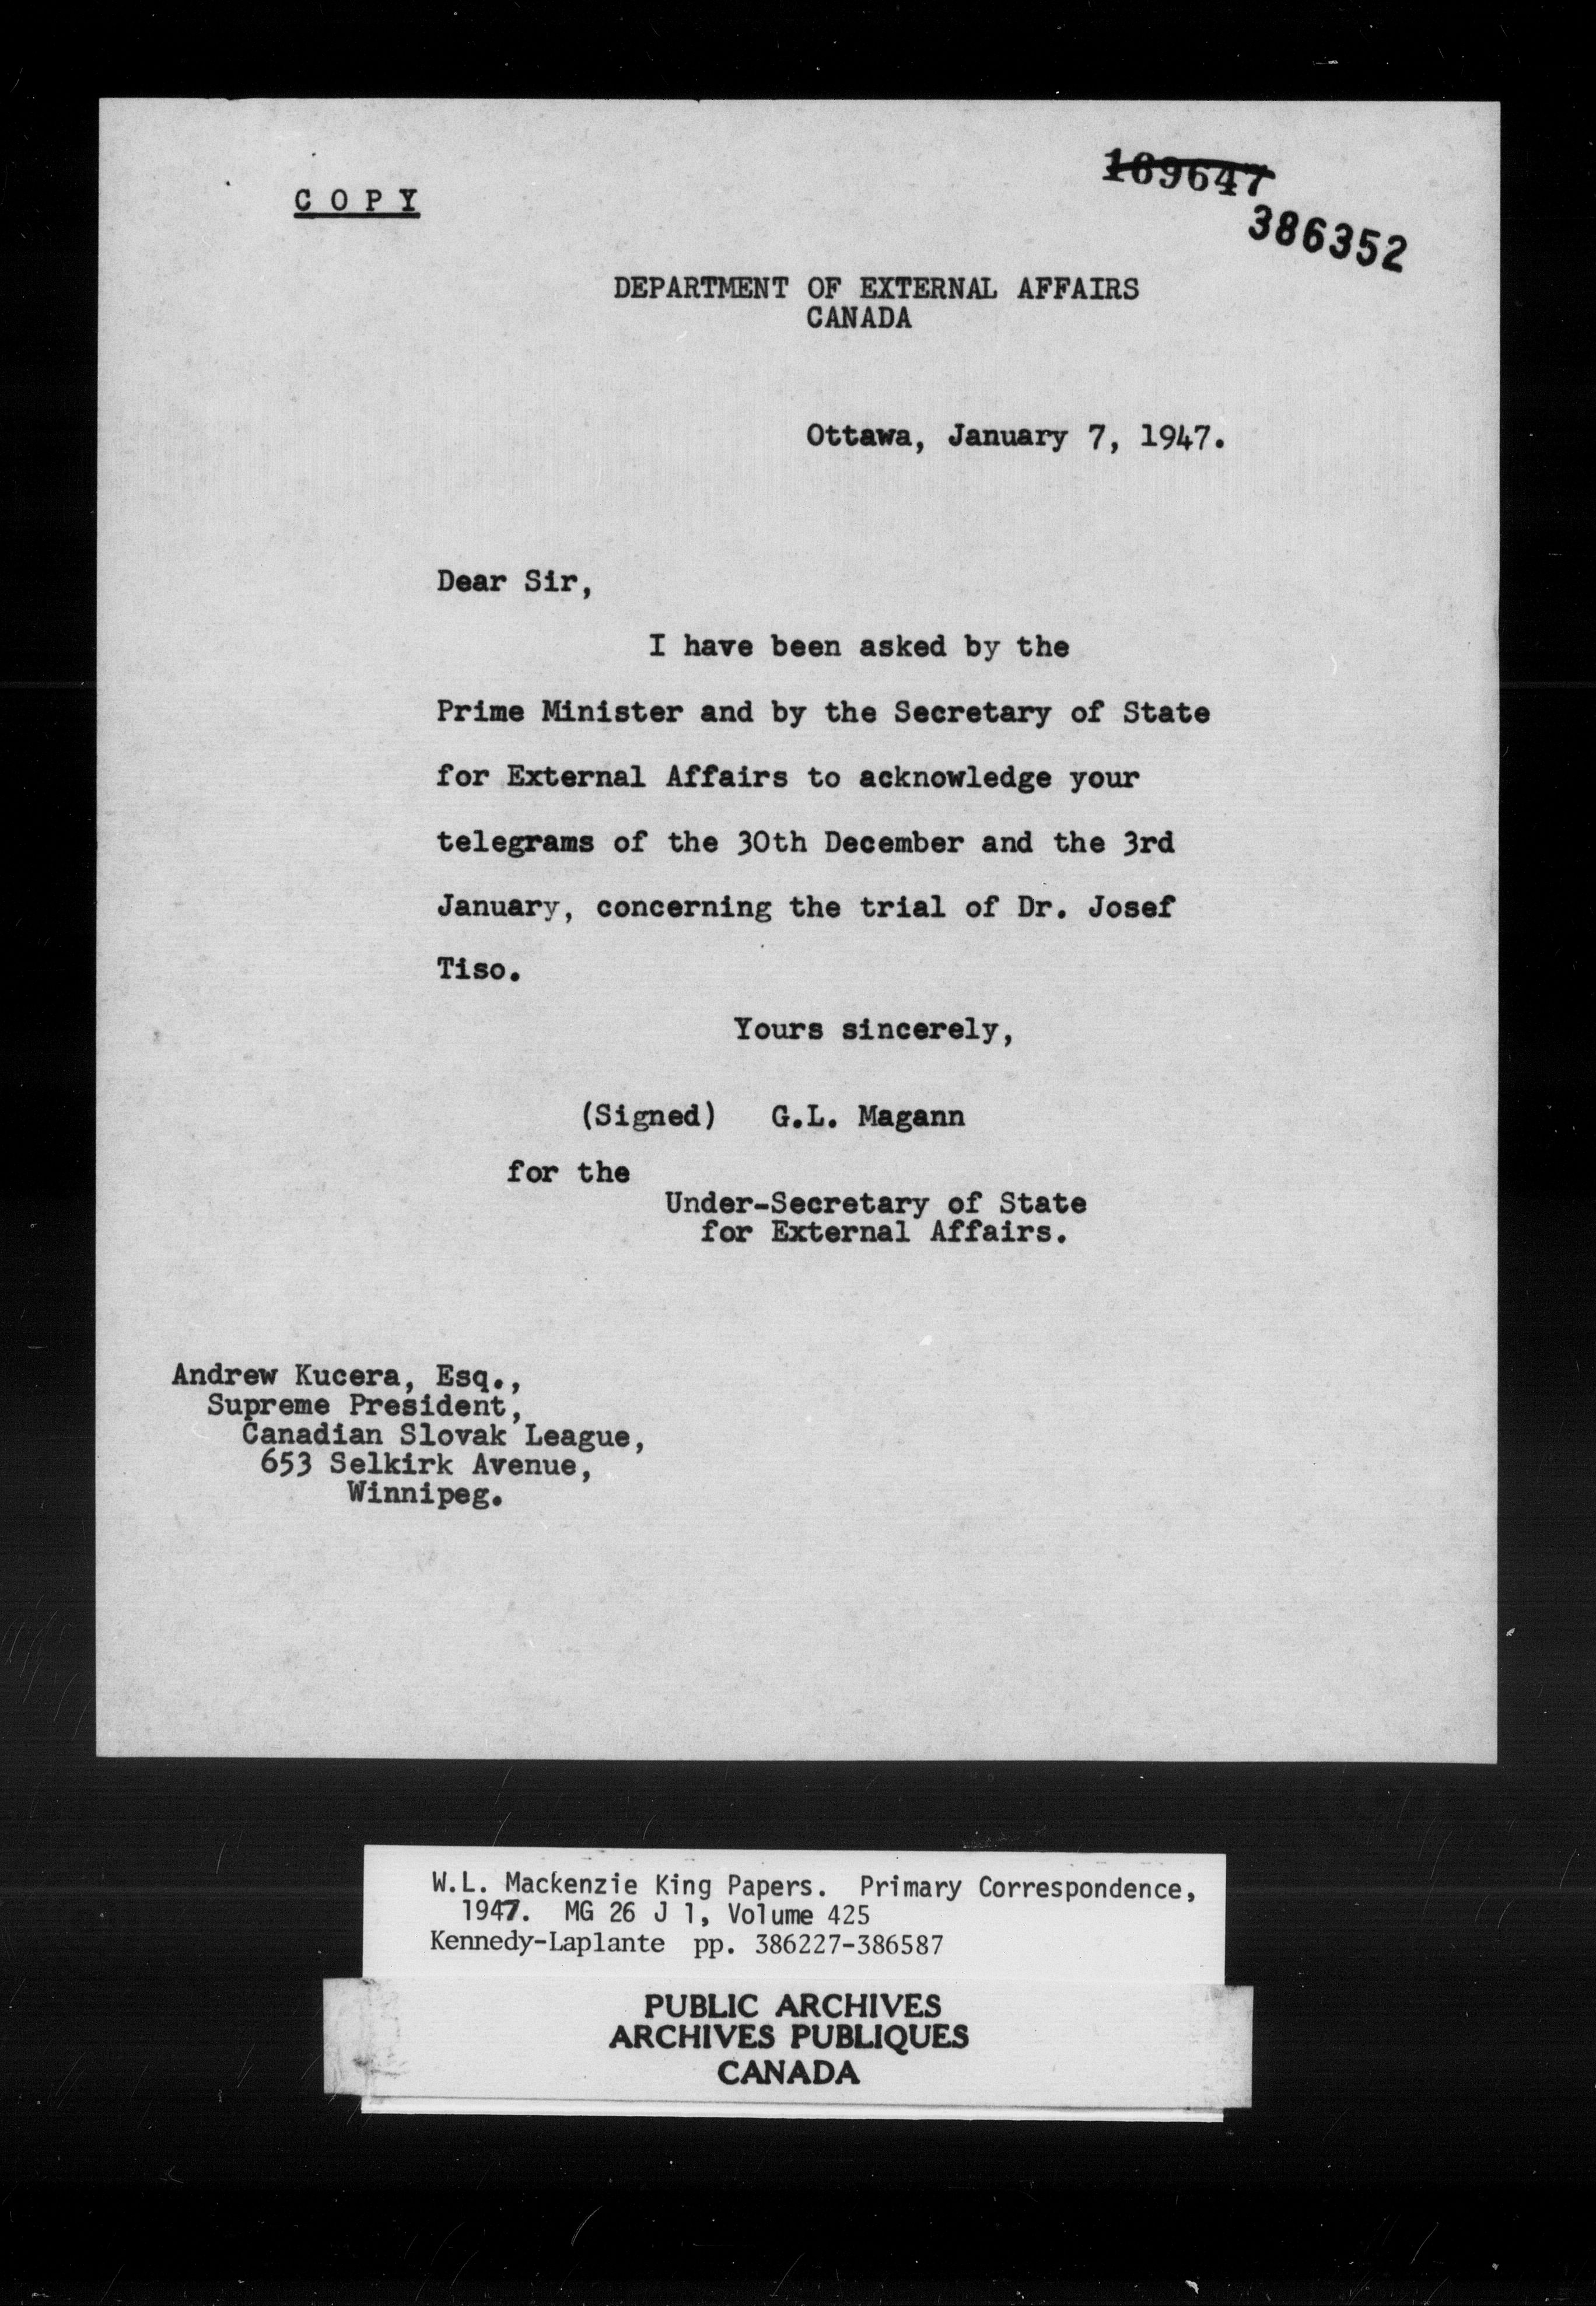 C O P Y
169647
386352
DEPARTMENT OF EXTERNAL AFFAIRS
CANADA
Ottawa, January 7, 1947.
Dear Sir,
I have been asked by the
Prime Minister and by the Secretary of State
for External Affairs to acknowledge your
telegrams of the 30th December and the 3rd
January, concerning the trial of Dr. Josef
Tiso.
Yours sincerely,
(Signed) G.L. Magann
for the
Under-Secretary of State
for External Affairs.
Andrew Kucera, Esq.,
Supreme President,
Canadian Slovak League,
653 Selkirk Avenue,
Winnipeg.
W.L. Mackenzie King Papers. Primary Correspondence,
1947. MG 26 J 1, Volume 425
Kennedy-Laplante pp. 386227-386587
PUBLIC ARCHIVES
ARCHIVES PUBLIQUES
CANADA